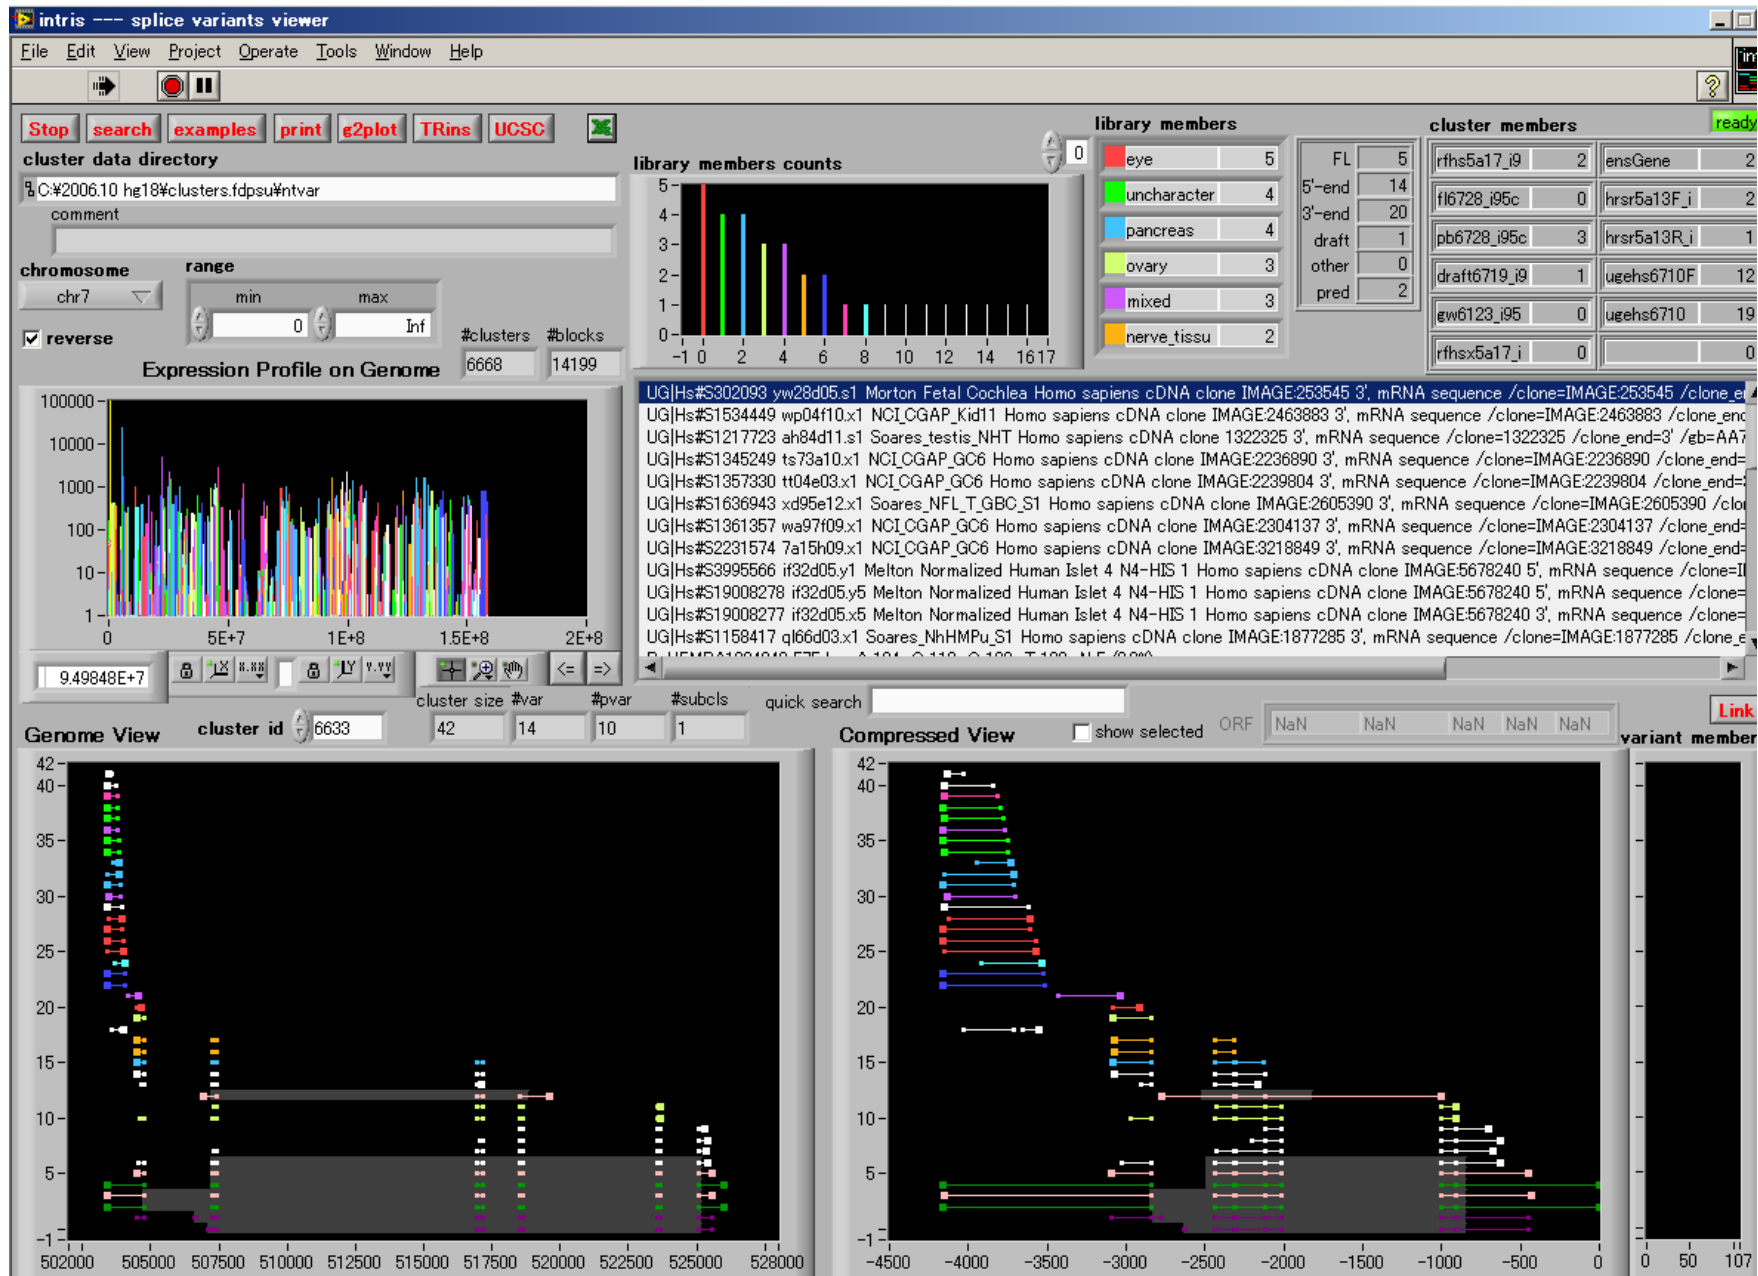 intris --- splice variants viewer
File Edit View Project Operate Tools Window Help
Stop search examples print g2plot TRins UCSC
cluster data directory
C:¥2006.10 hg18¥clusters.fdpsu¥ntvar
comment
chromosome
chr7
range
min max
0 Inf
reverse
#clusters #blocks
6668 14199
Expression Profile on Genome
100000
10000
1000
100
10
1
0 5E+7 1E+8 1.5E+8 2E+8
9.49848E+7
<= =>
library members counts
0
5
4
3
2
1
0
-1 0 2 4 6 8 10 12 14 16 17
library members
eye 5
uncharacter 4
pancreas 4
ovary 3
mixed 3
nerve_tissu 2
FL 5
5'-end 14
3'-end 20
draft 1
other 0
pred 2
cluster members
ready
rfhs5a17_i9 2 ensGene 2
fl6728_i95c 0 hrsr5a13F_i 2
pb6728_i95c 3 hrsr5a13R_i 1
draft6719_i9 1 ugehs6710F 12
gw6123_i95 0 ugehs6710 19
rfhsx5a17_i 0 0
UG|Hs#S302093 yw28d05.s1 Morton Fetal Cochlea Homo sapiens cDNA clone IMAGE:253545 3', mRNA sequence /clone=IMAGE:253545 /clone_e
UG|Hs#S1534449 wp04f10.x1 NCI_CGAP_Kid11 Homo sapiens cDNA clone IMAGE:2463883 3', mRNA sequence /clone=IMAGE:2463883 /clone_enc
UG|Hs#S1217723 ah84d11.s1 Soares_testis_NHT Homo sapiens cDNA clone 1322325 3', mRNA sequence /clone=1322325 /clone_end=3' /gb=AA7
UG|Hs#S1345249 ts73a10.x1 NCI_CGAP_GC6 Homo sapiens cDNA clone IMAGE:2236890 3', mRNA sequence /clone=IMAGE:2236890 /clone_end=
UG|Hs#S1357330 tt04e03.x1 NCI_CGAP_GC6 Homo sapiens cDNA clone IMAGE:2239804 3', mRNA sequence /clone=IMAGE:2239804 /clone_end=
UG|Hs#S1636943 xd95e12.x1 Soares_NFL_T_GBC_S1 Homo sapiens cDNA clone IMAGE:2605390 3', mRNA sequence /clone=IMAGE:2605390 /clo
UG|Hs#S1361357 wa97f09.x1 NCI_CGAP_GC6 Homo sapiens cDNA clone IMAGE:2304137 3', mRNA sequence /clone=IMAGE:2304137 /clone_end=
UG|Hs#S2231574 7a15h09.x1 NCI_CGAP_GC6 Homo sapiens cDNA clone IMAGE:3218849 3', mRNA sequence /clone=IMAGE:3218849 /clone_end=
UG|Hs#S3995566 if32d05.y1 Melton Normalized Human Islet 4 N4-HIS 1 Homo sapiens cDNA clone IMAGE:5678240 5', mRNA sequence /clone=I
UG|Hs#S19008278 if32d05.y5 Melton Normalized Human Islet 4 N4-HIS 1 Homo sapiens cDNA clone IMAGE:5678240 5', mRNA sequence /clone=
UG|Hs#S19008277 if32d05.x5 Melton Normalized Human Islet 4 N4-HIS 1 Homo sapiens cDNA clone IMAGE:5678240 3', mRNA sequence /clone=
UG|Hs#S1158417 ql66d03.x1 Soares_NhHMPu_S1 Homo sapiens cDNA clone IMAGE:1877285 3', mRNA sequence /clone=IMAGE:1877285 /clone_e
Genome View
cluster id 6633
cluster size #var #pvar #subcls
42 14 10 1
quick search
Compressed View
show selected
ORF NaN NaN NaN NaN NaN
Link
variant member
42
40
35
30
25
20
15
10
5
-1
502000 505000 507500 510000 512500 515000 517500 520000 522500 525000 528000
42
40
35
30
25
20
15
10
5
-1
-4500 -4000 -3500 -3000 -2500 -2000 -1500 -1000 -500 0
0 50 107